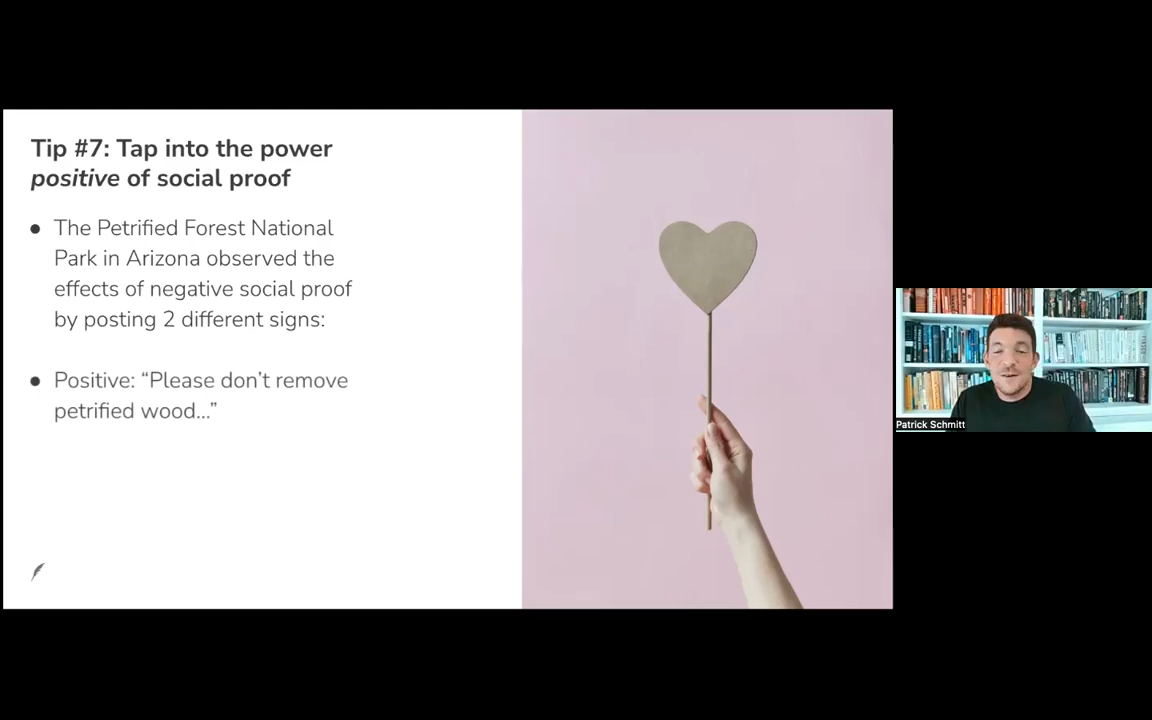 Tip #7: Tap into the power
positive of social proof
● The Petrified Forest National
Park in Arizona observed the
effects of negative social proof
by posting 2 different signs:
● Positive: “Please don’t remove
petrified wood...”
Patrick Schmitt